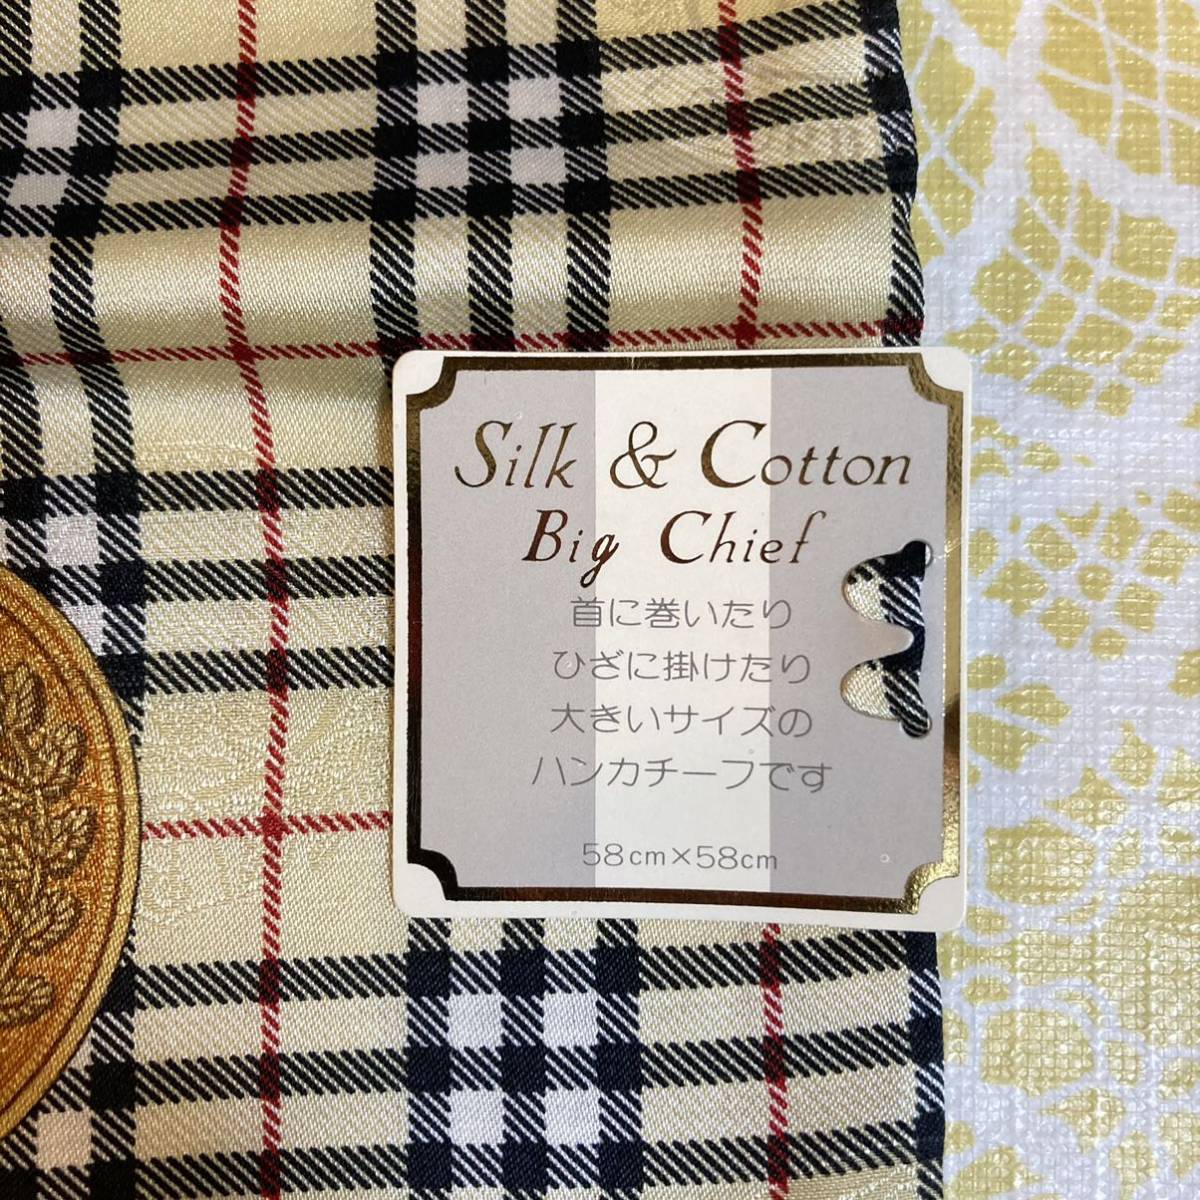 Silk & Cotton
Big Chief
首に巻いたり
ひざに掛けたり
大きいサイズの
ハンカチーフです
58cm×58cm